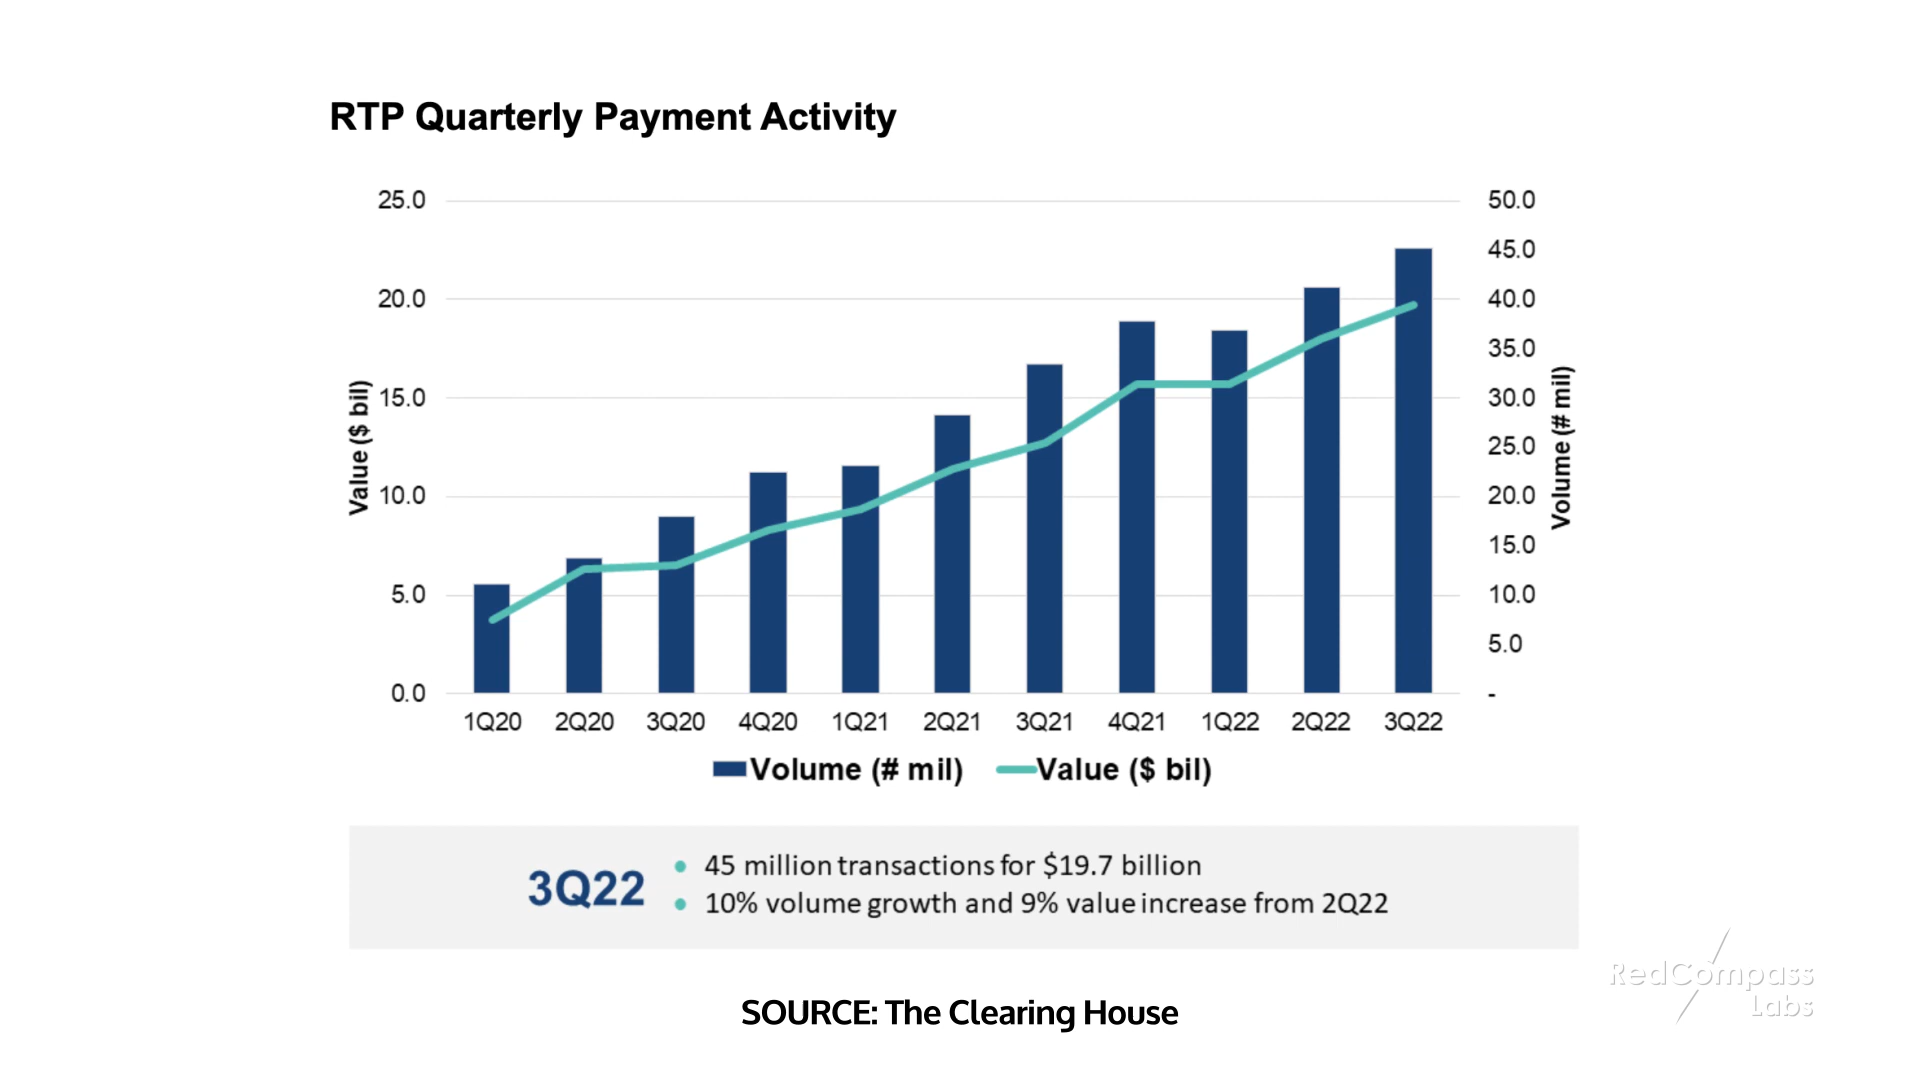 RTP Quarterly Payment Activity
25.0
20.0
15.0
10.0
5.0
0.0
Value ($ bil)
50.0
45.0
40.0
35.0
30.0
25.0
20.0
15.0
10.0
5.0
-
Volume (# mil)
1Q20 2Q20 3Q20 4Q20 1Q21 2Q21 3Q21 4Q21 1Q22 2Q22 3Q22
Volume (# mil) Value ($ bil)
3Q22
• 45 million transactions for $19.7 billion
• 10% volume growth and 9% value increase from 2Q22
RedCompass
Labs
SOURCE: The Clearing House